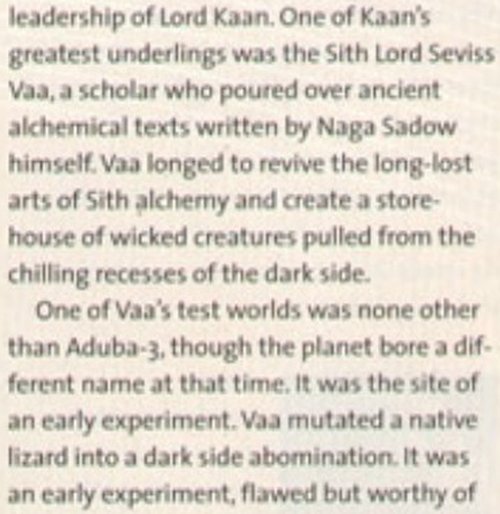 leadership of Lord Kaan. One of Kaan's
greatest underlings was the Sith Lord Seviss
Vaa, a scholar who poured over ancient
alchemical texts written by Naga Sadow
himself. Vaa longed to revive the long-lost
arts of Sith alchemy and create a store-
house of wicked creatures pulled from the
chilling recesses of the dark side.
One of Vaa's test worlds was none other
than Aduba-3, though the planet bore a dif-
ferent name at that time. It was the site of
an early experiment. Vaa mutated a native
lizard into a dark side abomination. It was
an early experiment, flawed but worthy of